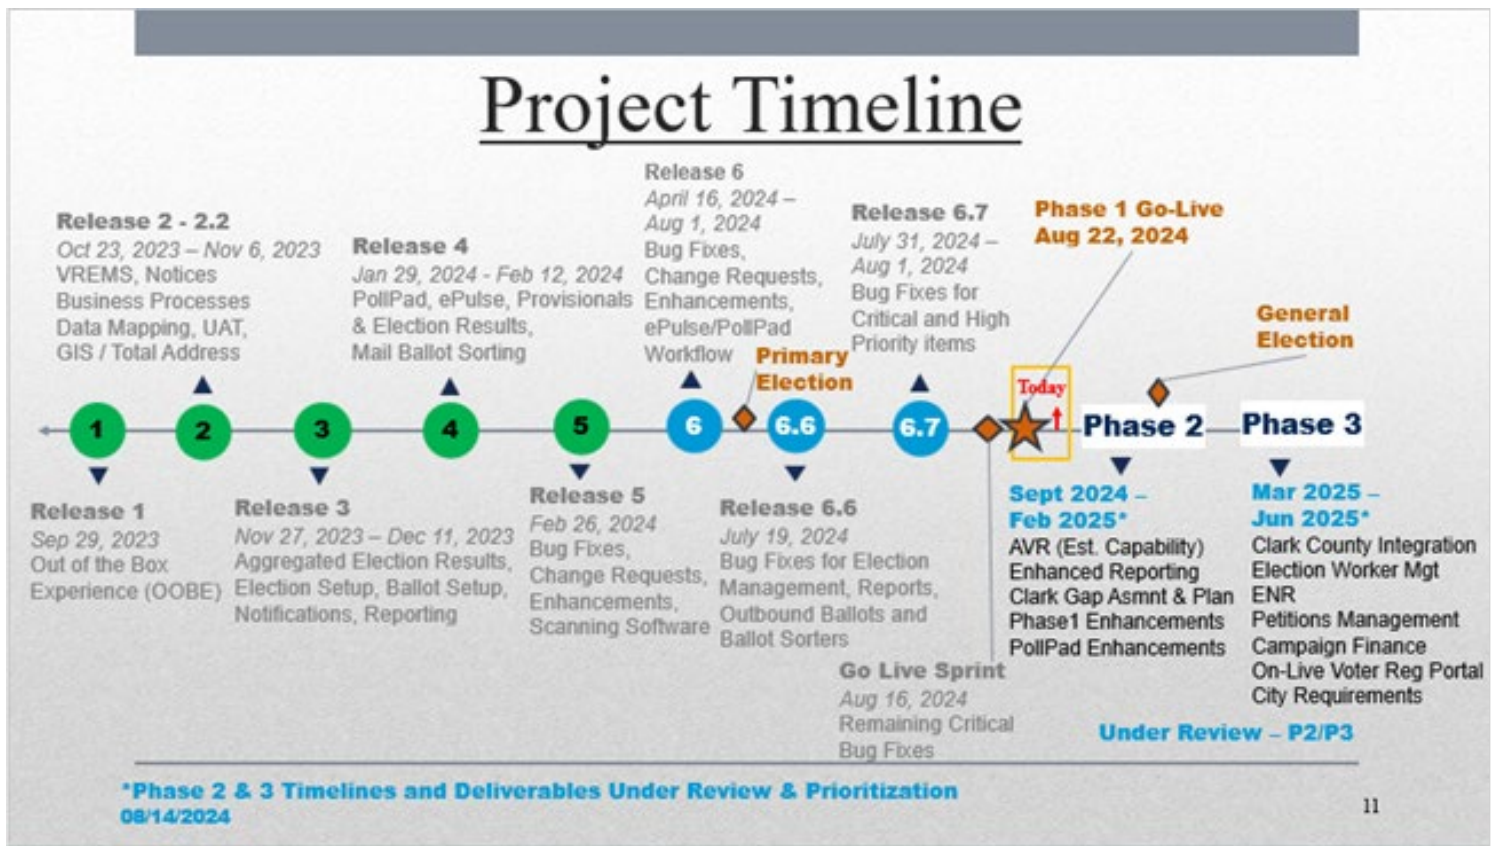 Project Timeline
Release 2 - 2.2
Oct 23, 2023 – Nov 6, 2023
VREMS, Notices
Business Processes
Data Mapping, UAT,
GIS / Total Address
Release 4
Jan 29, 2024 - Feb 12, 2024
PollPad, ePulse, Provisionals
& Election Results,
Mail Ballot Sorting
Release 6
April 16, 2024 –
Aug 1, 2024
Bug Fixes,
Change Requests,
Enhancements,
ePulse/PollPad
Workflow
Primary
Election
Release 6.7
July 31, 2024 –
Aug 1, 2024
Bug Fixes for
Critical and High
Priority items
Phase 1 Go-Live
Aug 22, 2024
General
Election
1
2
3
4
5
6
6.6
6.7
Today
Phase 2
Phase 3
Release 1
Sep 29, 2023
Out of the Box
Experience (OOBE)
Release 3
Nov 27, 2023 – Dec 11, 2023
Aggregated Election Results,
Election Setup, Ballot Setup,
Notifications, Reporting
Release 5
Feb 26, 2024
Bug Fixes,
Change Requests,
Enhancements,
Scanning Software
Release 6.6
July 19, 2024
Bug Fixes for Election
Management, Reports,
Outbound Ballots and
Ballot Sorters
Go Live Sprint
Aug 16, 2024
Remaining Critical
Bug Fixes
Sept 2024 –
Feb 2025*
AVR (Est. Capability)
Enhanced Reporting
Clark Gap Asmnt & Plan
Phase1 Enhancements
PollPad Enhancements
Mar 2025 –
Jun 2025*
Clark County Integration
Election Worker Mgt
ENR
Petitions Management
Campaign Finance
On-Live Voter Reg Portal
City Requirements
Under Review – P2/P3
*Phase 2 & 3 Timelines and Deliverables Under Review & Prioritization
08/14/2024
11